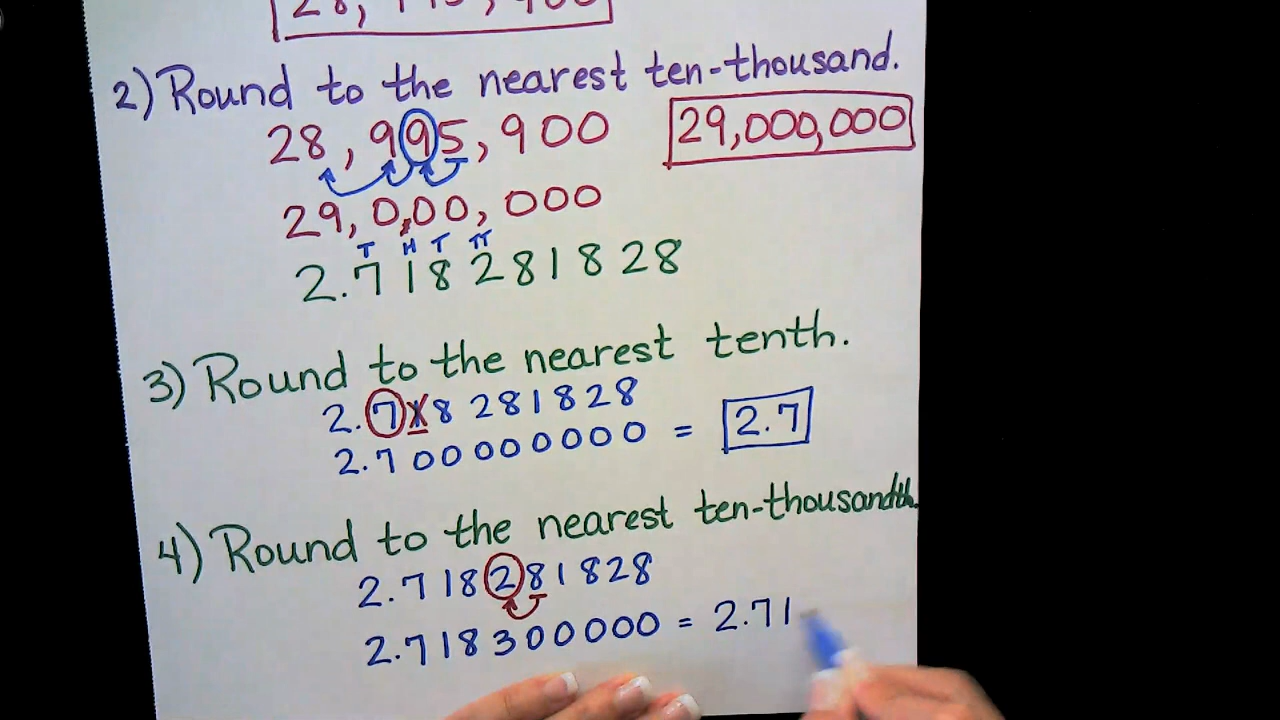 2) Round to the nearest ten-thousand.
28,995,900 29,000,000
29,000,000
T H T TT
2.718281828
3) Round to the nearest tenth.
2.718281828
2.700000000 = 2.7
4) Round to the nearest ten-thousandth.
2.718281828
2.718300000 = 2.71